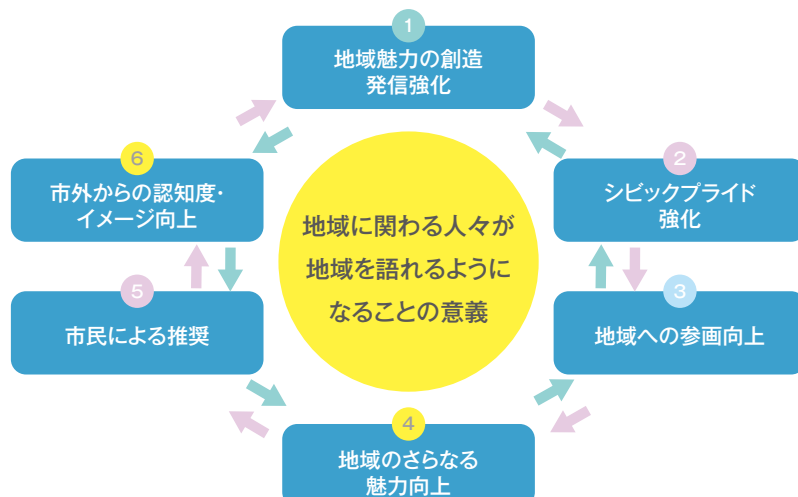 1
地域魅力の創造
発信強化
2
シビックプライド
強化
3
地域への参画向上
4
地域のさらなる
魅力向上
5
市民による推奨
6
市外からの認知度・
イメージ向上
地域に関わる人々が
地域を語れるように
なることの意義